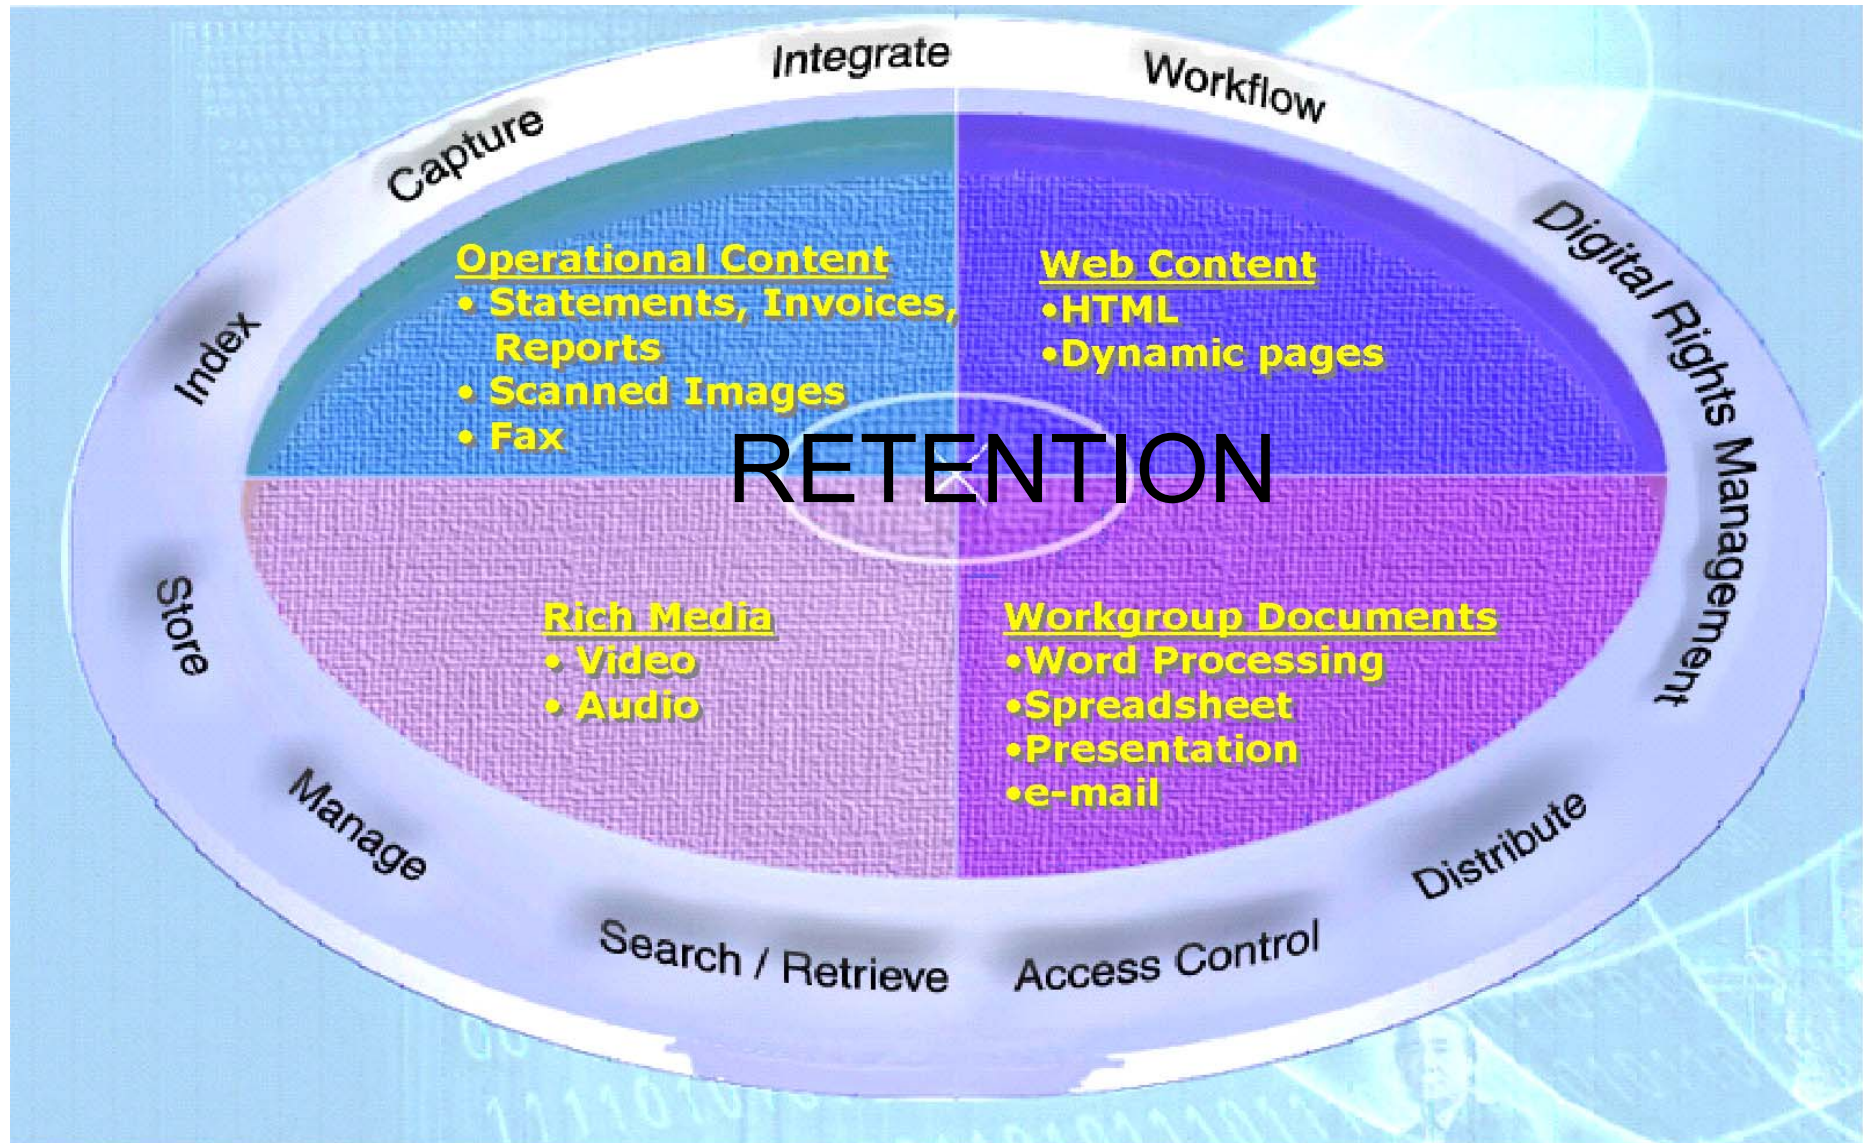 Integrate
Workflow
Capture
Digital Rights Management
Index
Operational Content
• Statements, Invoices,
Reports
• Scanned Images
• Fax
Web Content
•HTML
•Dynamic pages
RETENTION
Store
Rich Media
• Video
• Audio
Workgroup Documents
•Word Processing
•Spreadsheet
•Presentation
•e-mail
Manage
Distribute
Search / Retrieve
Access Control